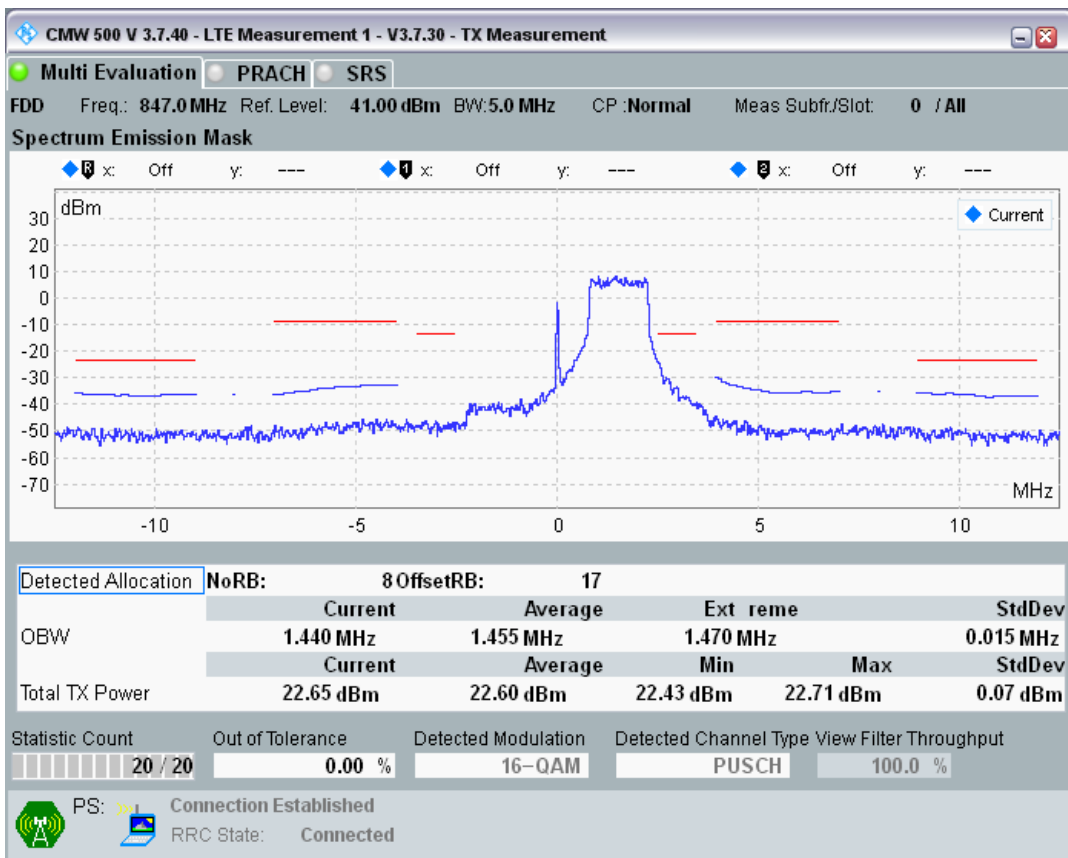 CMW 500 V 3.7.40 - LTE Measurement 1 - V3.7.30 - TX Measurement
Multi Evaluation PRACH SRS
FDD Freq.: 847.0 MHz Ref. Level: 41.00 dBm BW: 5.0 MHz CP : Normal Meas Subfr./Slot: 0 / All
Spectrum Emission Mask
R x: Off y: --- 1 x: Off y: --- 2 x: Off y: ---
dBm
Current
30
20
10
0
-10
-20
-30
-40
-50
-60
-70
MHz
-10 -5 0 5 10
Detected Allocation NoRB: 8 OffsetRB: 17
Current Average Ext reme StdDev
OBW 1.440 MHz 1.455 MHz 1.470 MHz 0.015 MHz
Current Average Min Max StdDev
Total TX Power 22.65 dBm 22.60 dBm 22.43 dBm 22.71 dBm 0.07 dBm
Statistic Count Out of Tolerance Detected Modulation Detected Channel Type View Filter Throughput
20 / 20 0.00 % 16-QAM PUSCH 100.0 %
PS: Connection Established
RRC State: Connected